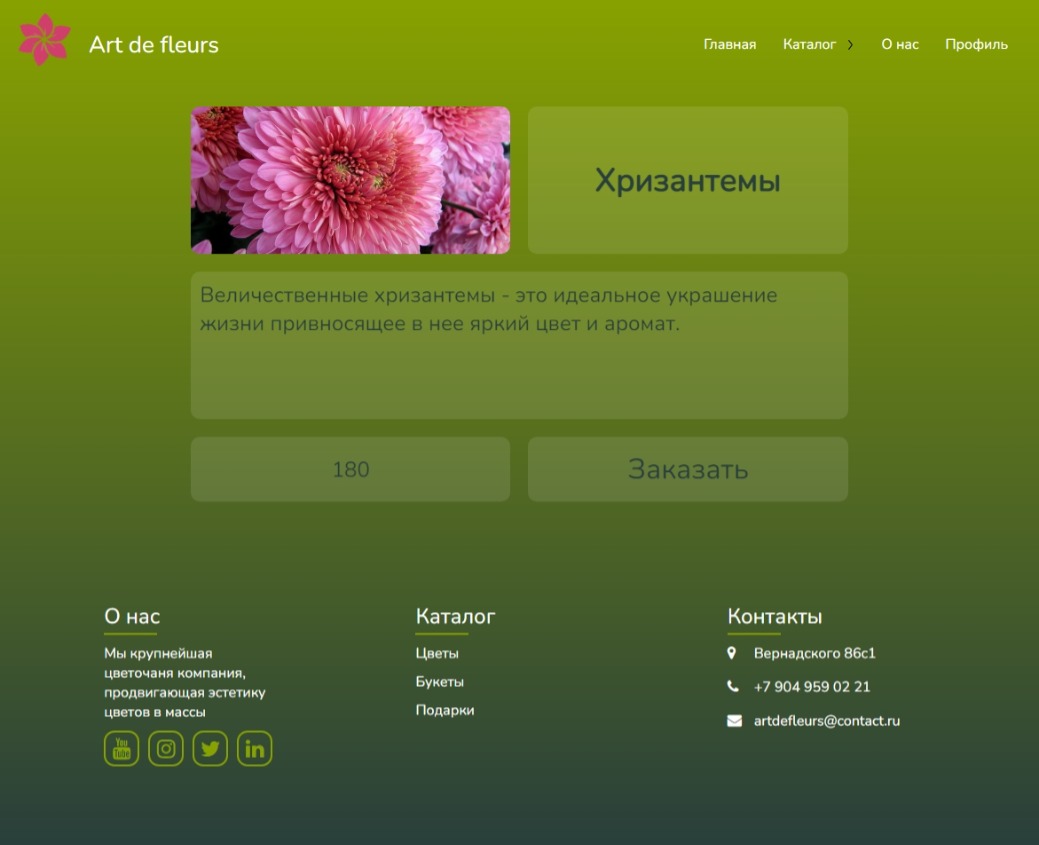 Art de fleurs
Главная Каталог О нас Профиль
Хризантемы
Величественные хризантемы - это идеальное украшение
жизни привносящее в нее яркий цвет и аромат.
180
Заказать
О нас
Мы крупнейшая
цветочаня компания,
продвигающая эстетику
цветов в массы
You
Tube
in
Каталог
Цветы
Букеты
Подарки
Контакты
Вернадского 86с1
+7 904 959 02 21
artdefleurs@contact.ru